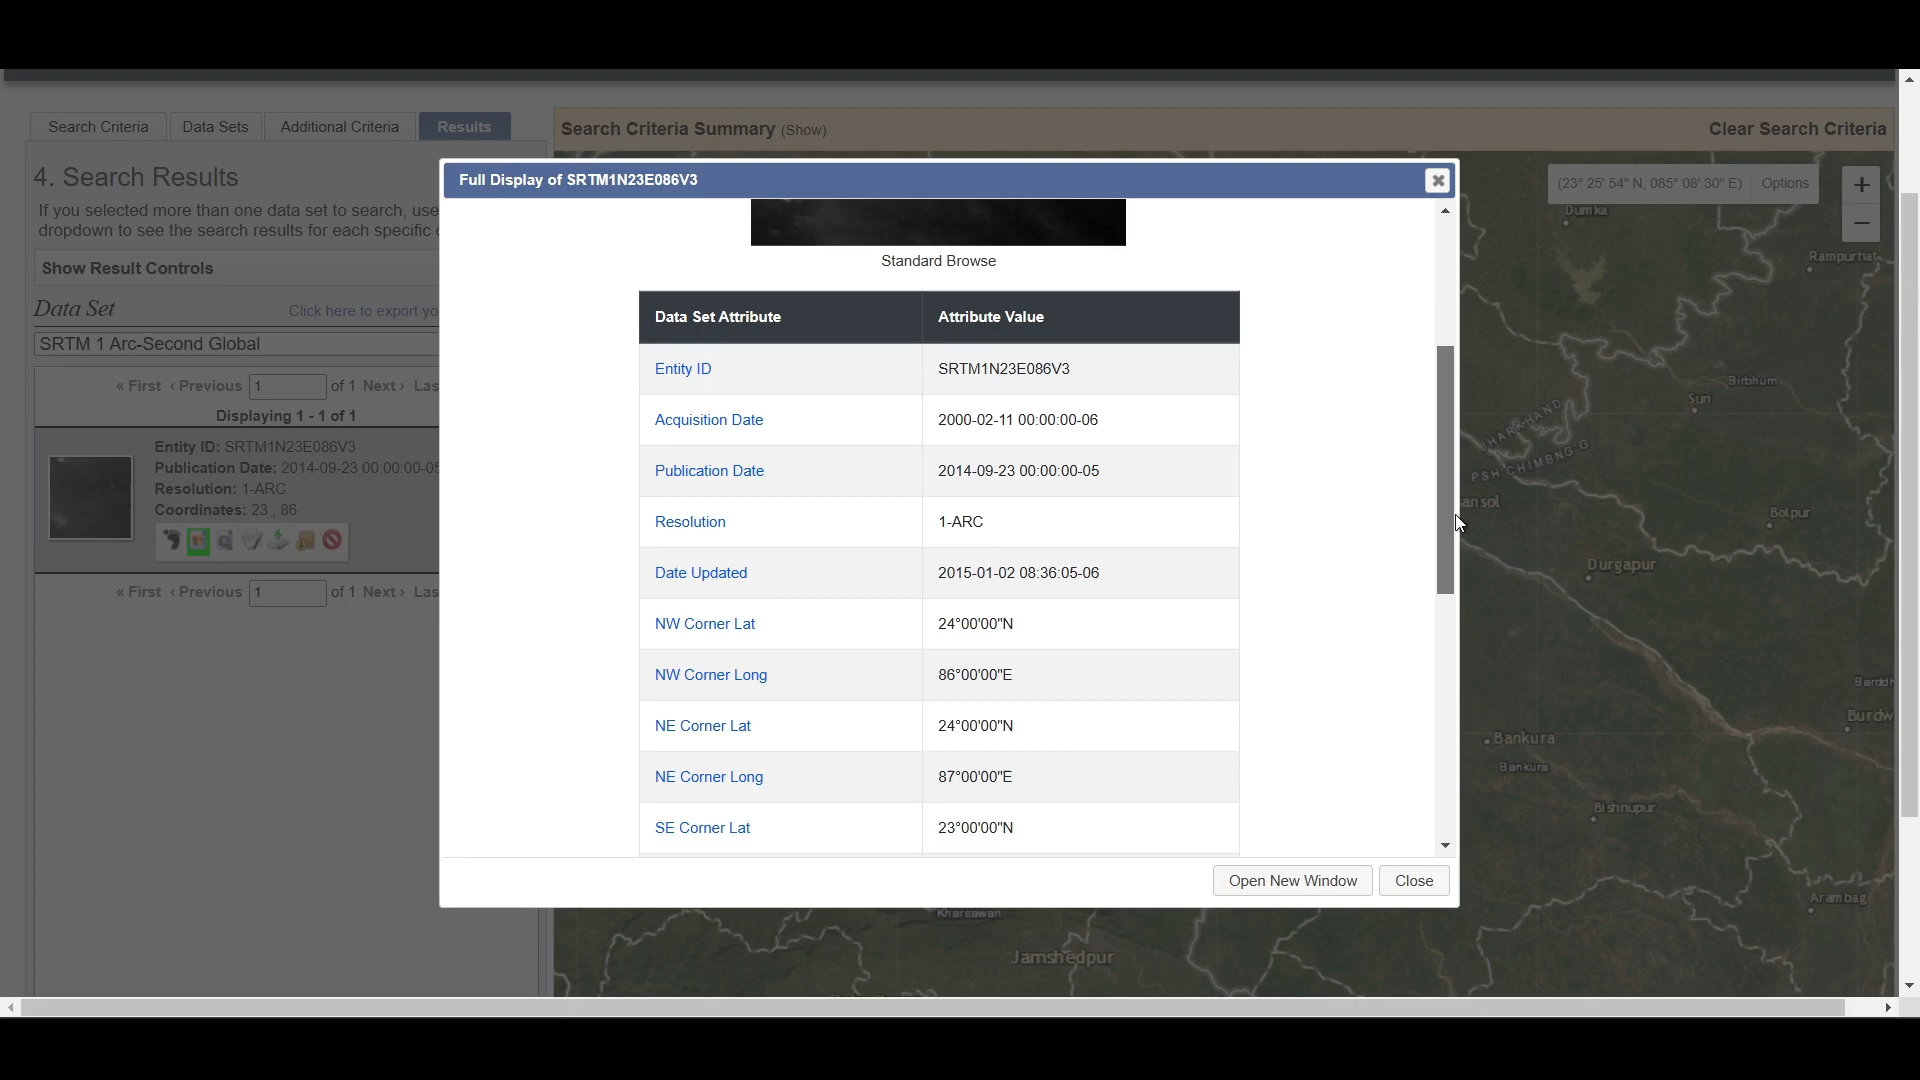 Search Criteria
Data Sets
Additional Criteria
Results
Search Criteria Summary (Show)
Clear Search Criteria
4. Search Results
If you selected more than one data set to search, use
dropdown to see the search results for each specific
Show Result Controls
Data Set
Click here to export yo
SRTM 1 Arc-Second Global
« First ‹ Previous 1 of 1 Next › Las
Displaying 1 - 1 of 1
Entity ID: SRTM1N23E086V3
Publication Date: 2014-09-23 00:00:00-05
Resolution: 1-ARC
Coordinates: 23 , 86
« First ‹ Previous 1 of 1 Next › Las
Full Display of SRTM1N23E086V3
Standard Browse
Data Set Attribute
Attribute Value
Entity ID
SRTM1N23E086V3
Acquisition Date
2000-02-11 00:00:00-06
Publication Date
2014-09-23 00:00:00-05
Resolution
1-ARC
Date Updated
2015-01-02 08:36:05-06
NW Corner Lat
24°00'00"N
NW Corner Long
86°00'00"E
NE Corner Lat
24°00'00"N
NE Corner Long
87°00'00"E
SE Corner Lat
23°00'00"N
Open New Window
Close
(23° 25' 54" N, 085° 08' 30" E)
Options
+
−
Dumka
Rampurhat
Birbhum
Suri
JHARKHAND
ansol
Bolpur
Durgapur
Bardd
Burdw
Bankura
Bankura
Bishnupur
Arambag
Kharsawan
Jamshedpur